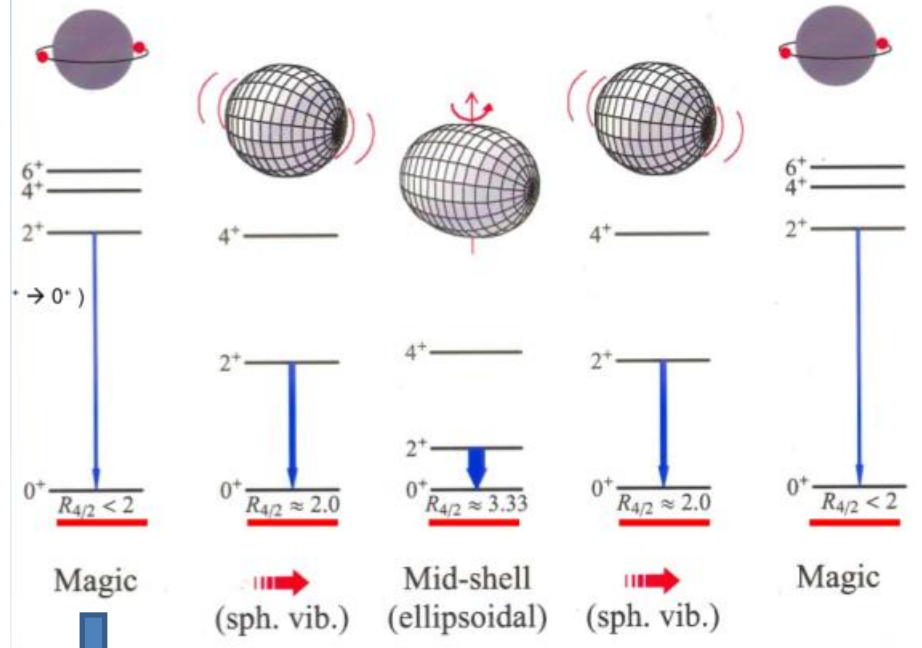 6⁺
4⁺
2⁺
⁺ → 0⁺ )
0⁺
R₄/₂ < 2
Magic
4⁺
2⁺
0⁺
R₄/₂ ≈ 2.0
(sph. vib.)
4⁺
2⁺
0⁺
R₄/₂ ≈ 3.33
Mid-shell
(ellipsoidal)
4⁺
2⁺
0⁺
R₄/₂ ≈ 2.0
(sph. vib.)
6⁺
4⁺
2⁺
0⁺
R₄/₂ < 2
Magic